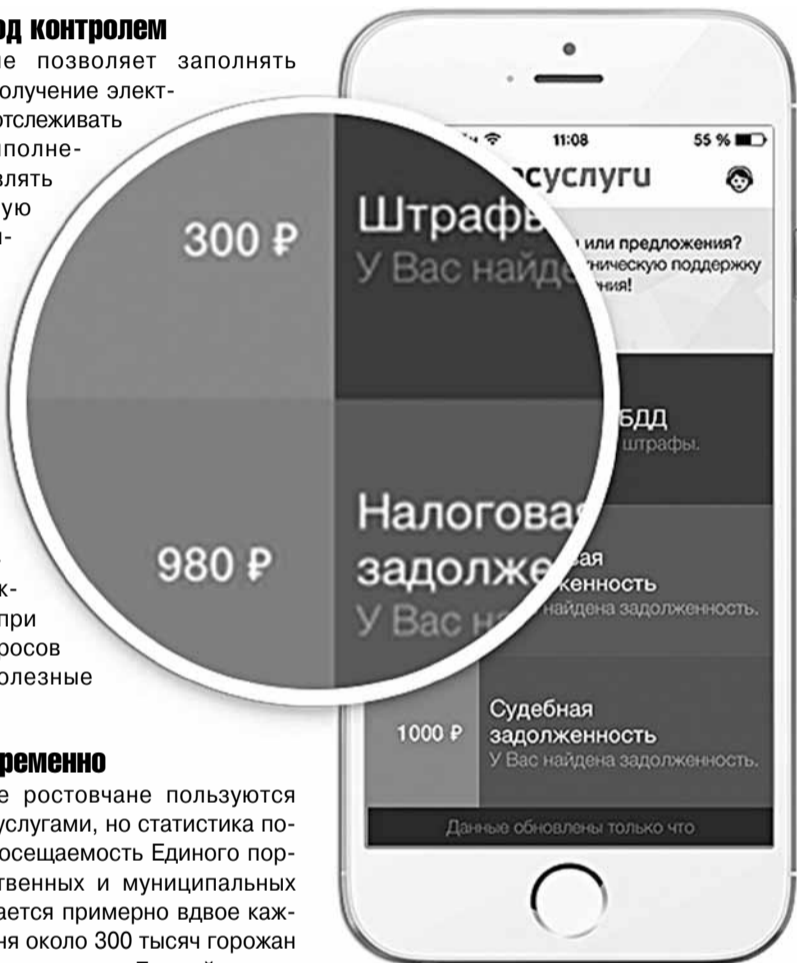 од контролем
не позволяет заполнять
олучение элект-
отслеживать
полне-
влять
ую
300 ₽
Штрафы
У Вас найде
980 ₽
Налоговая
задолже
У Вас н
к-
при
росов
олезные
ременно
е ростовчане пользуются
услугами, но статистика по-
осещаемость Единого пор-
твенных и муниципальных
ается примерно вдвое каж-
ня около 300 тысяч горожан
11:08
55 %
осуслуги
или предложения?
ническую поддержку
ния!
БДД
штрафы.
ая
женность
найдена задолженность.
1000 ₽
Судебная
задолженность
У Вас найдена задолженность.
Данные обновлены только что